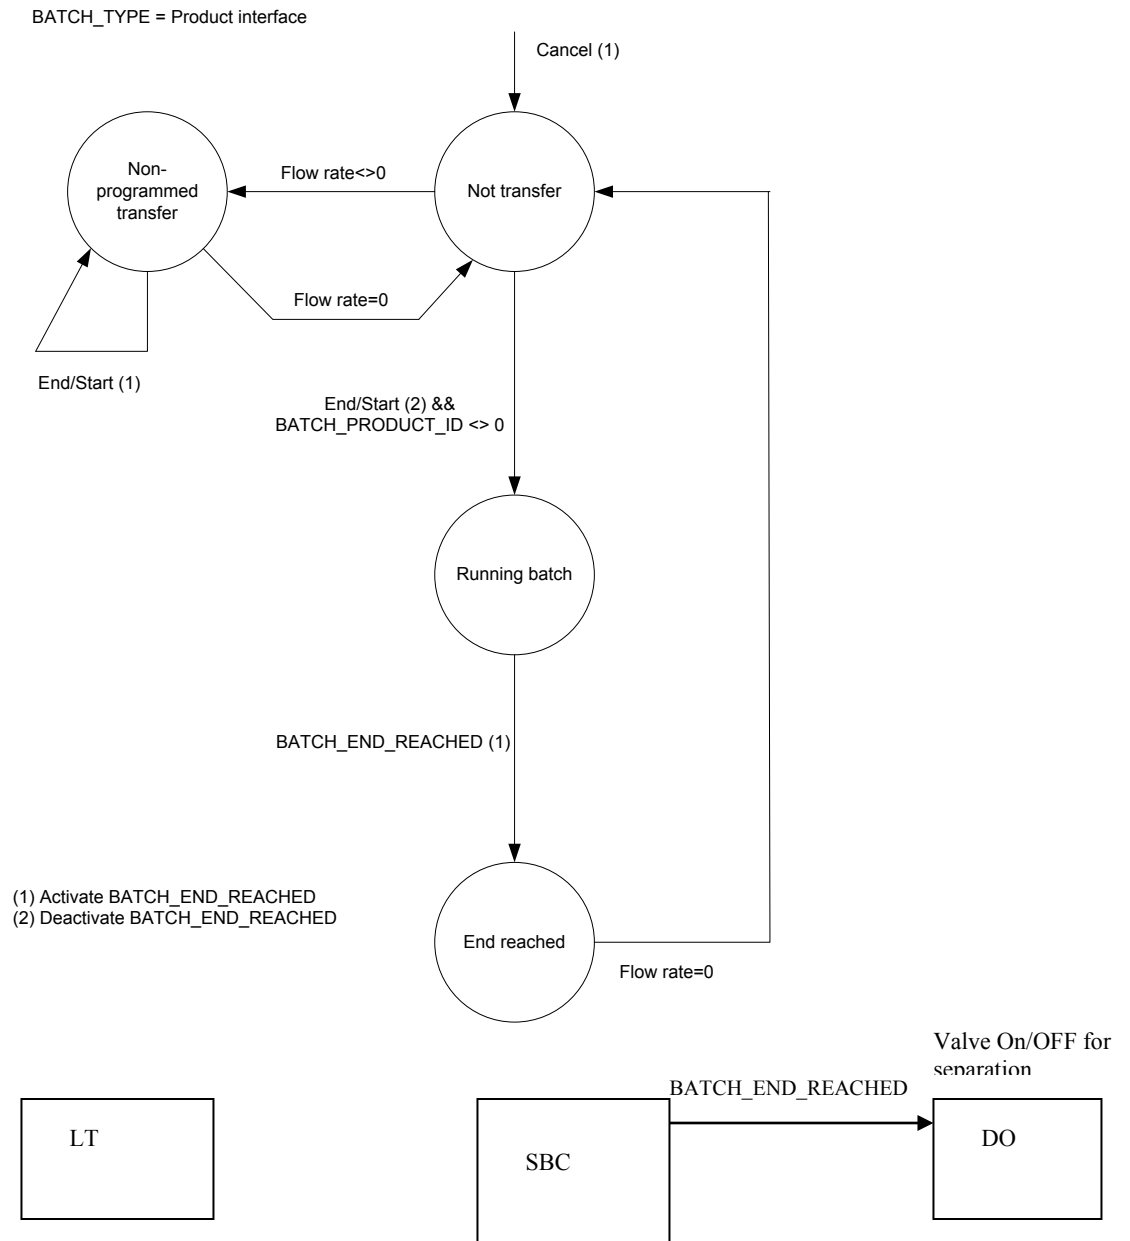 BATCH_TYPE = Product interface
Cancel (1)
Non-
programmed
transfer
Flow rate<>0
Not transfer
Flow rate=0
End/Start (1)
End/Start (2) &&
BATCH_PRODUCT_ID <> 0
Running batch
BATCH_END_REACHED (1)
(1) Activate BATCH_END_REACHED
(2) Deactivate BATCH_END_REACHED
End reached
Flow rate=0
Valve On/OFF for
separation
BATCH_END_REACHED
LT
SBC
DO